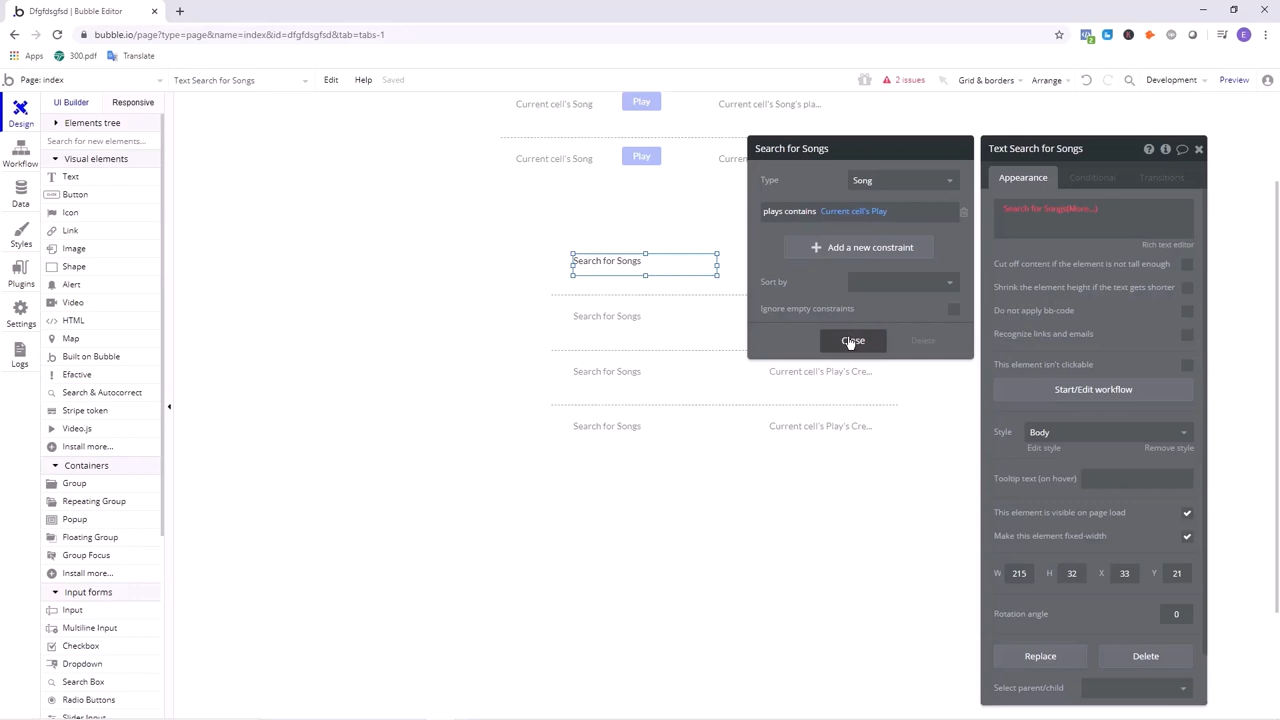 Dfgfdsgfsd | Bubble Editor
bubble.io/page?type=page&name=index&id=dfgfdsgfsd&tab=tabs-1
Apps 300.pdf Translate
Page: index Text Search for Songs Edit Help Saved 2 issues Grid & borders Arrange Development Preview
Design
Workflow
Data
Styles
Plugins
Settings
Logs
UI Builder Responsive
Elements tree
Search for new elements...
Visual elements
Text
Button
Icon
Link
Image
Shape
Alert
Video
HTML
Map
Built on Bubble
Efactive
Search & Autocorrect
Stripe token
Video.js
Install more...
Containers
Group
Repeating Group
Popup
Floating Group
Group Focus
Install more...
Input forms
Input
Multiline Input
Checkbox
Dropdown
Search Box
Radio Buttons
Slider Input
Current cell's Song Play Current cell's Song's pla...
Current cell's Song Play
Search for Songs
Search for Songs
Search for Songs Current cell's Play's Cre...
Search for Songs Current cell's Play's Cre...
Search for Songs
Type Song
plays contains Current cell's Play
Add a new constraint
Sort by
Ignore empty constraints
Close Delete
Text Search for Songs
Appearance Conditional Transitions...
Search for Songs(More...)
Rich text editor
Cut off content if the element is not tall enough
Shrink the element height if the text gets shorter
Do not apply bb-code
Recognize links and emails
This element isn't clickable
Start/Edit workflow
Style Body
Edit style Remove style
Tooltip text (on hover)
This element is visible on page load
Make this element fixed-width
W 215 H 32 X 33 Y 21
Rotation angle 0
Replace Delete
Select parent/child